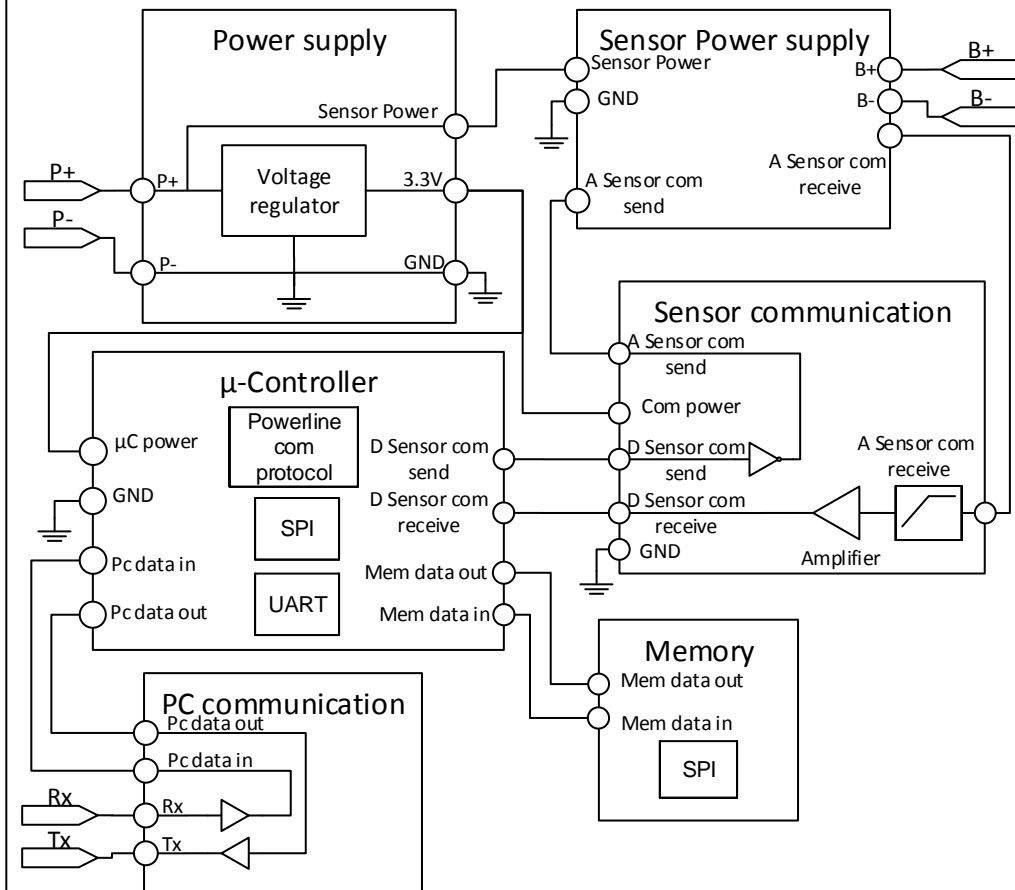 Power supply
Sensor Power
P+
P+
Voltage
regulator
3.3V
P-
P-
GND
Sensor Power supply
Sensor Power
GND
B+
B+
B-
B-
A Sensor com
receive
A Sensor com
send
Sensor communication
A Sensor com
send
Com power
D Sensor com
send
A Sensor com
receive
D Sensor com
receive
GND
Amplifier
µ-Controller
Powerline
com
protocol
µC power
D Sensor com
send
GND
D Sensor com
receive
SPI
Pc data in
Mem data out
UART
Pc data out
Mem data in
Memory
Mem data out
Mem data in
SPI
PC communication
Pc data out
Pc data in
Rx
Rx
Tx
Tx